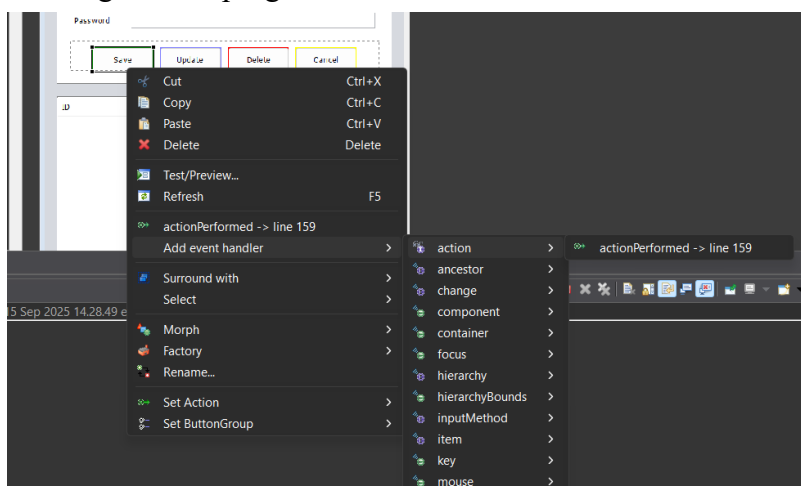 Password
Save Update Delete Cancel
ID
Cut Ctrl+X
Copy Ctrl+C
Paste Ctrl+V
Delete Delete
Test/Preview...
Refresh F5
actionPerformed -> line 159
Add event handler
Surround with
Select
Morph
Factory
Rename...
Set Action
Set ButtonGroup
action
ancestor
change
component
container
focus
hierarchy
hierarchyBounds
inputMethod
item
key
mouse
actionPerformed -> line 159
15 Sep 2025 14.28.49